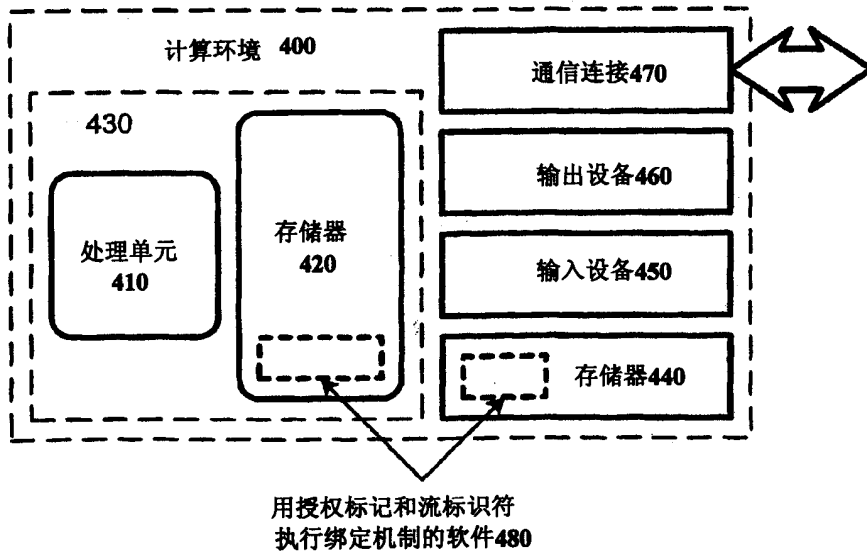 计算环境 400
430
处理单元
410
存储器
420
通信连接470
输出设备460
输入设备450
存储器440
用授权标记和流标识符
执行绑定机制的软件480